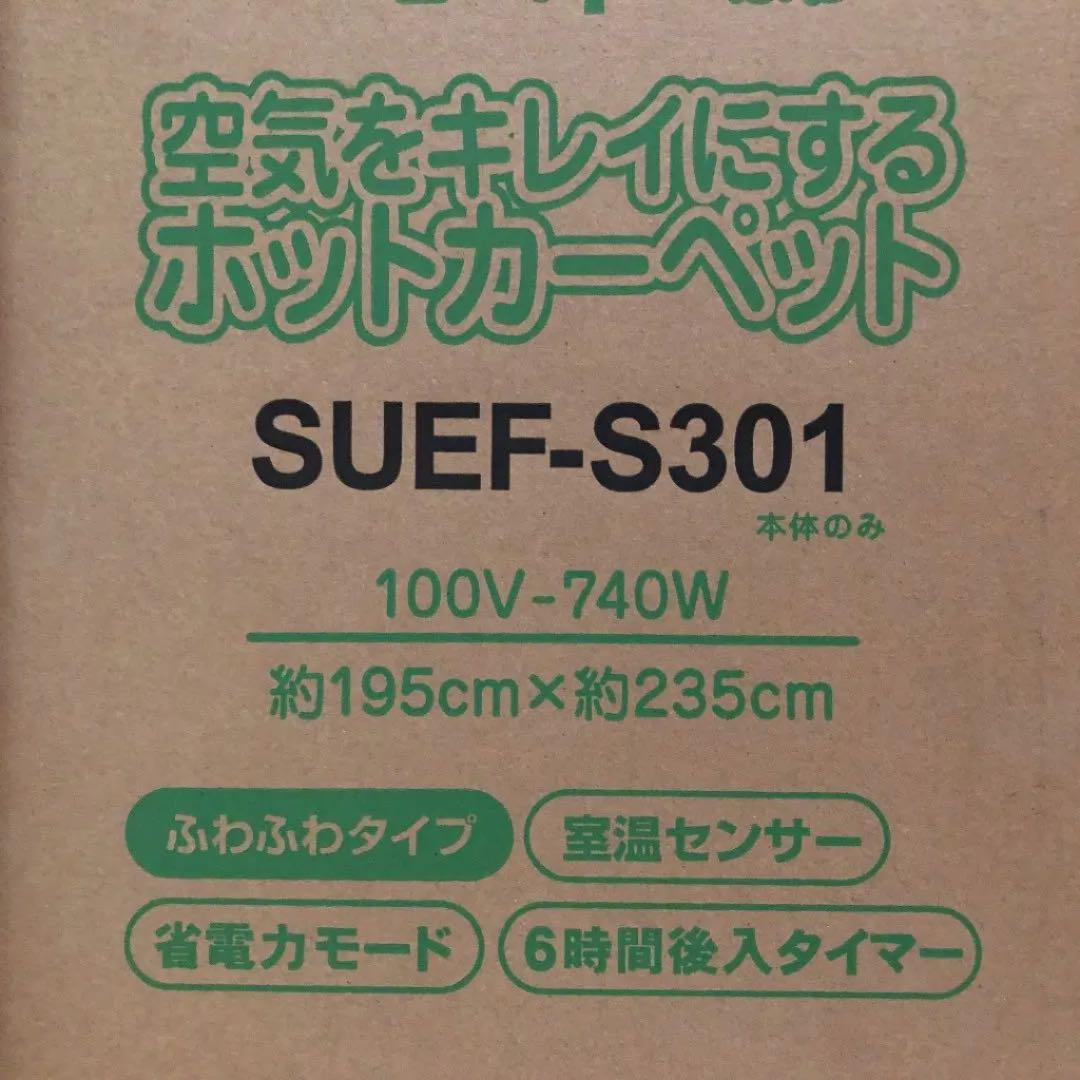 空気をキレイにする
ホットカーペット
SUEF-S301
本体のみ
100V-740W
約195cm×約235cm
ふわふわタイプ 室温センサー
省電力モード 6時間後入タイマー